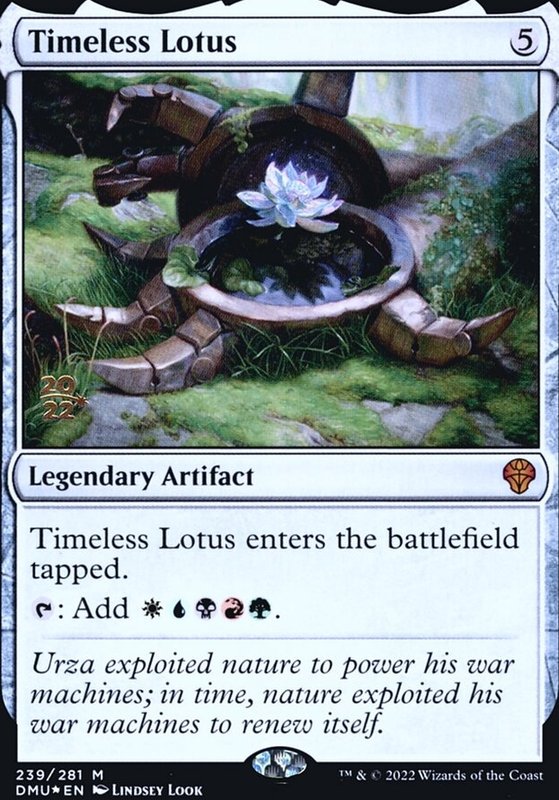 Timeless Lotus 5
20
22
Legendary Artifact
Timeless Lotus enters the battlefield
tapped.
: Add .
Urza exploited nature to power his war
machines; in time, nature exploited his
war machines to renew itself.
239/281 M
DMU★EN Lindsey Look
™ & © 2022 Wizards of the Coast